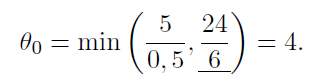 θ₀ = min (5/0,5, 24/6) = 4.